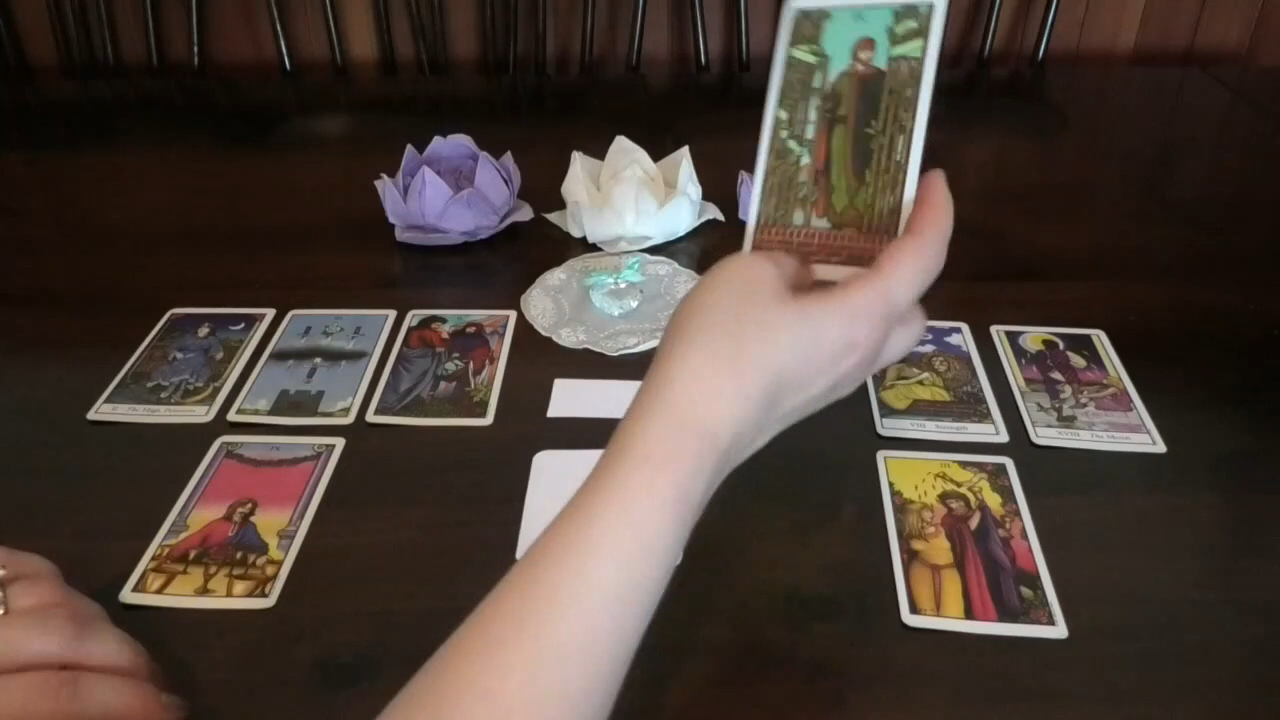 II The High Priestess
VIII Strength
XVIII The Moon
IX
III